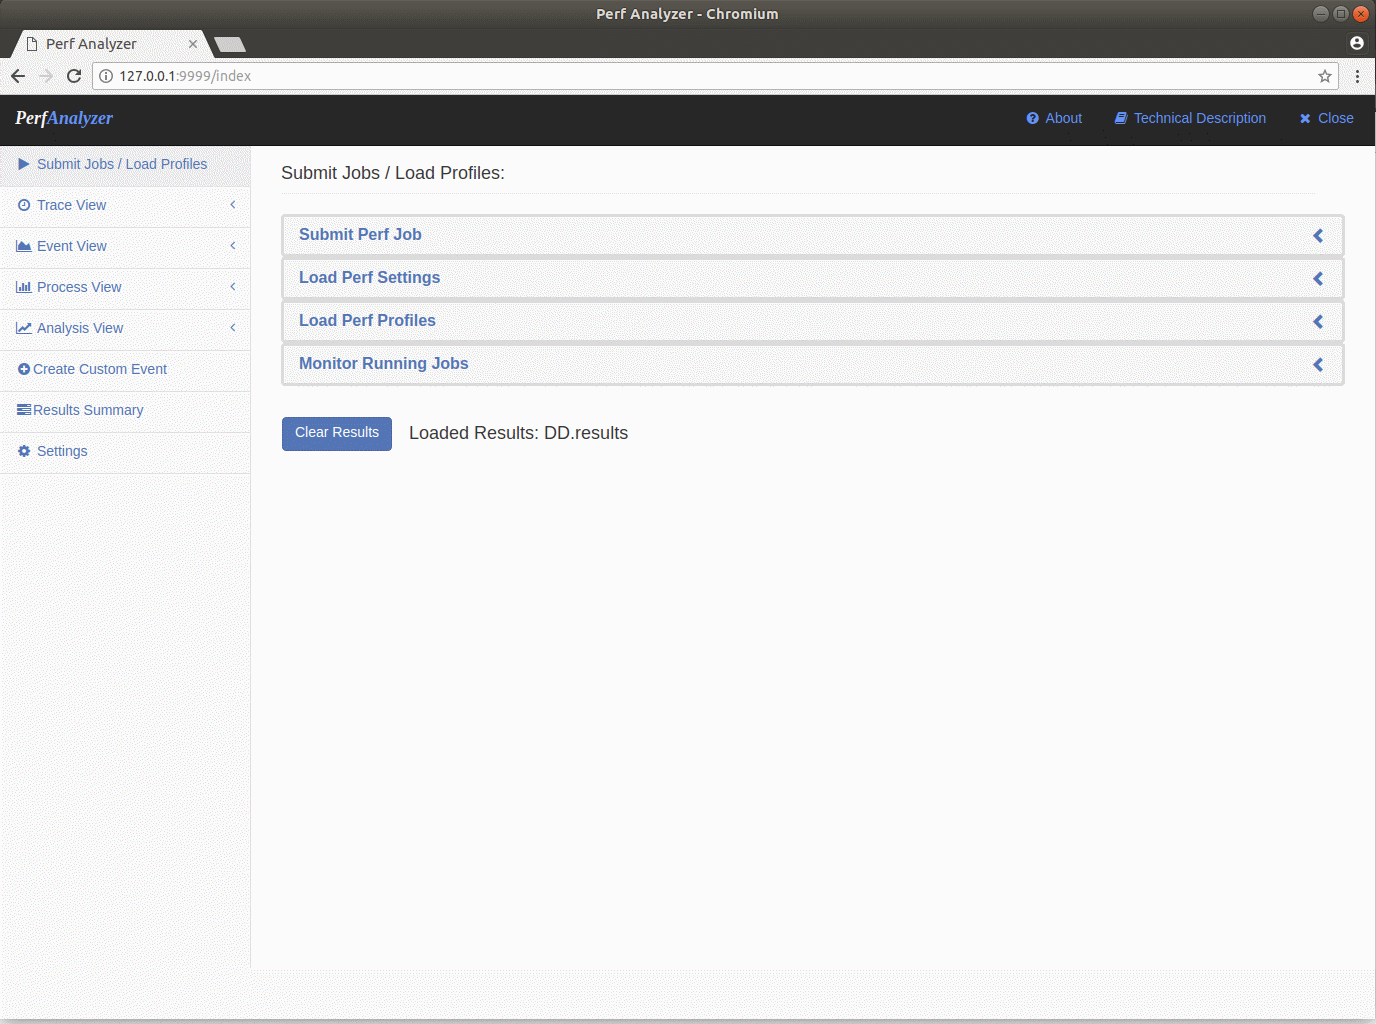 Perf Analyzer - Chromium
Perf Analyzer
127.0.0.1:9999/index
PerfAnalyzer
About
Technical Description
Close
Submit Jobs / Load Profiles
Trace View
Event View
Process View
Analysis View
Create Custom Event
Results Summary
Settings
Submit Jobs / Load Profiles:
Submit Perf Job
Load Perf Settings
Load Perf Profiles
Monitor Running Jobs
Clear Results
Loaded Results: DD.results